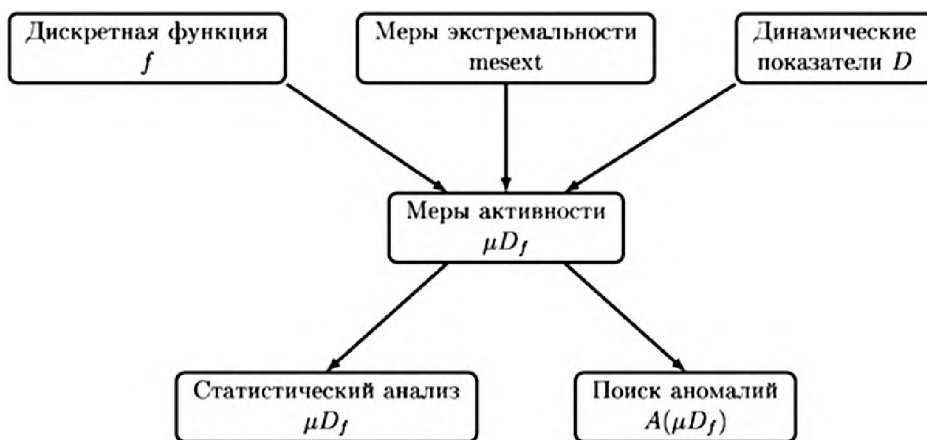 Дискретная функция
f
Меры экстремальности
mesext
Динамические
показатели D
Меры активности
μD_f
Статистический анализ
μD_f
Поиск аномалий
A(μD_f)